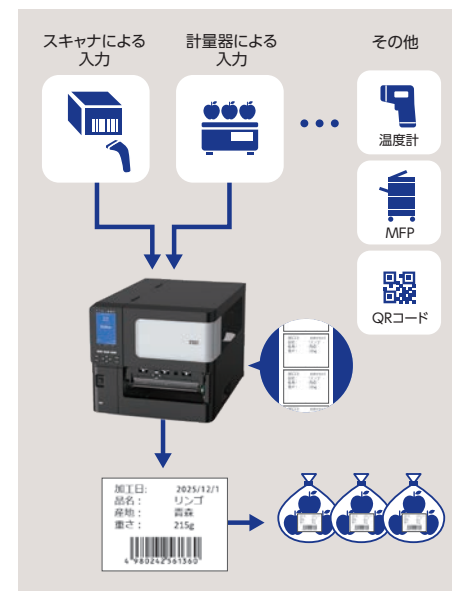 スキャナによる
入力
計量器による
入力
その他
温度計
MFP
QRコード
加工日: 2025/12/1
品名: リンゴ
産地: 青森
重さ: 215g
4 980242 561360